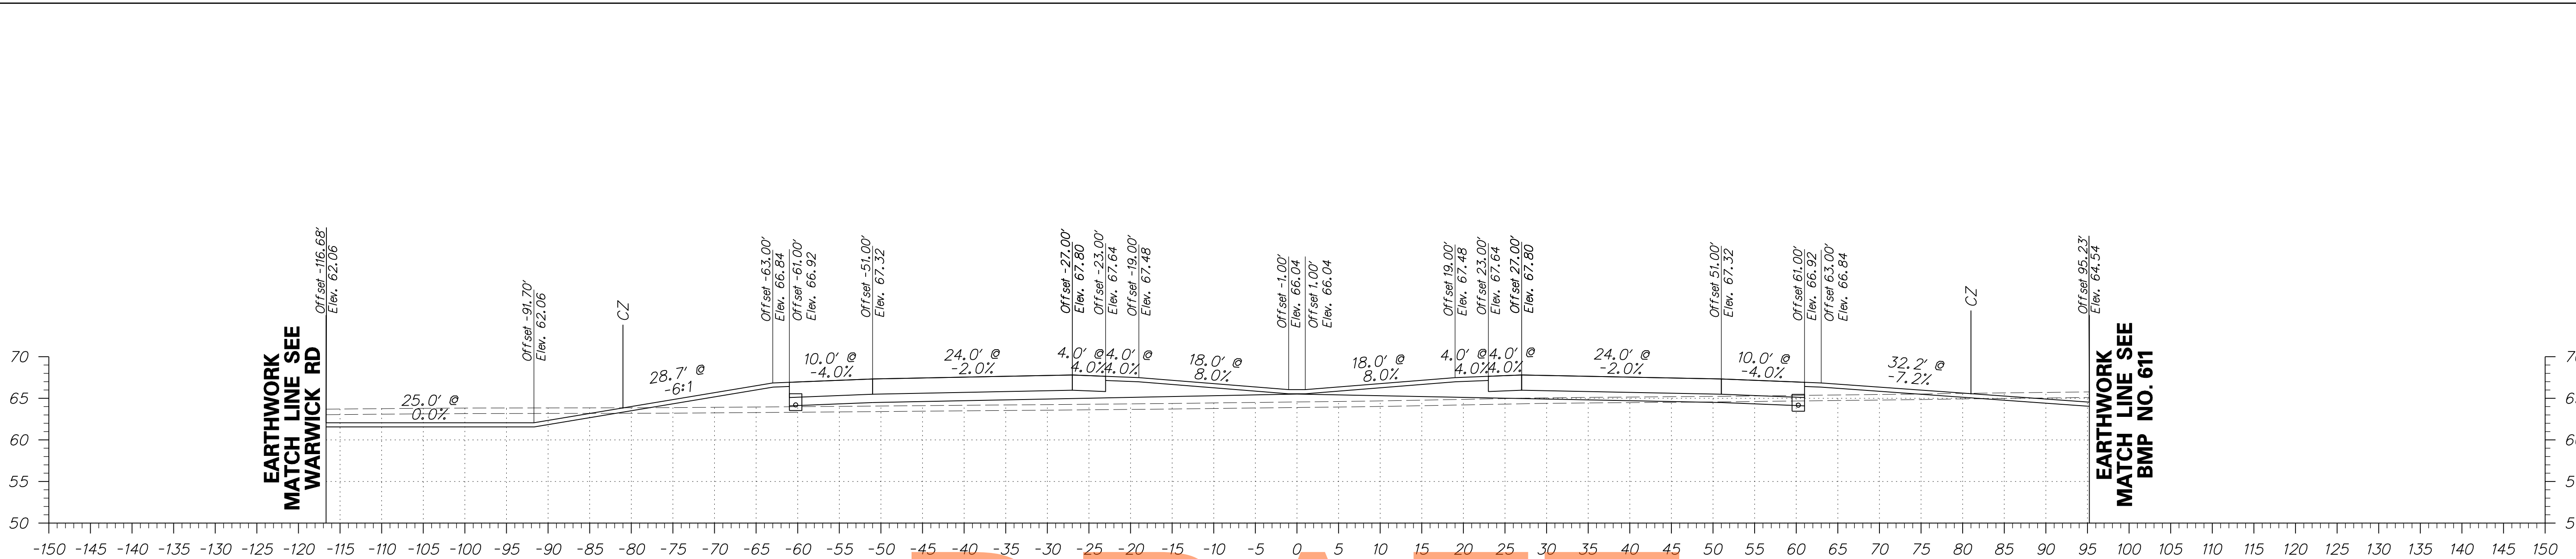 Offset -116.68'
Elev. 62.06
Offset -91.70'
Elev. 62.06
CZ
Offset -63.00'
Elev. 66.84
Offset -61.00'
Elev. 66.92
Offset -51.00'
Elev. 67.32
Offset -27.00'
Elev. 67.80
Offset -23.00'
Elev. 67.64
Offset -19.00'
Elev. 67.48
Offset -1.00'
Elev. 66.04
Offset 1.00'
Elev. 66.04
Offset 19.00'
Elev. 67.48
Offset 23.00'
Elev. 67.64
Offset 27.00'
Elev. 67.80
Offset 51.00'
Elev. 67.32
Offset 61.00'
Elev. 66.92
Offset 63.00'
Elev. 66.84
CZ
Offset 95.23'
Elev. 64.54
EARTHWORK
MATCH LINE SEE
WARWICK RD
25.0' @
0.0%
28.7' @
-6:1
10.0' @
-4.0%
24.0' @
-2.0%
4.0' @
4.0%
4.0' @
4.0%
18.0' @
8.0%
18.0' @
8.0%
4.0' @
4.0%
4.0' @
4.0%
24.0' @
-2.0%
10.0' @
-4.0%
32.2' @
-7.2%
EARTHWORK
MATCH LINE SEE
BMP NO. 611
70
65
60
55
50
-150 -145 -140 -135 -130 -125 -120 -115 -110 -105 -100 -95 -90 -85 -80 -75 -70 -65 -60 -55 -50 -45 -40 -35 -30 -25 -20 -15 -10 -5 0 5 10 15 20 25 30 35 40 45 50 55 60 65 70 75 80 85 90 95 100 105 110 115 120 125 130 135 140 145 150